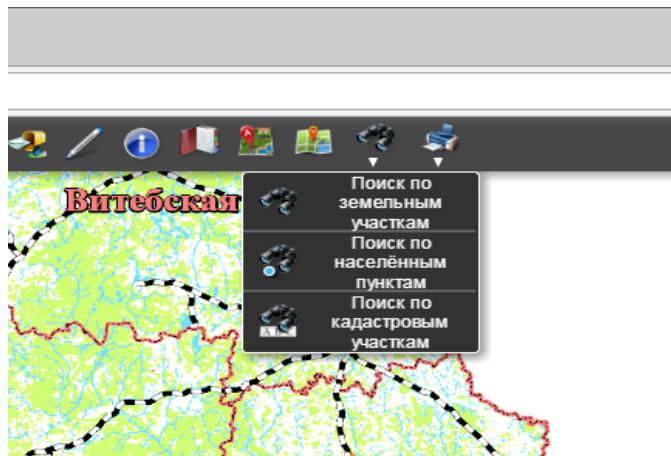 Витебская
Поиск по
земельным
участкам
Поиск по
населённым
пунктам
Поиск по
кадастровым
участкам